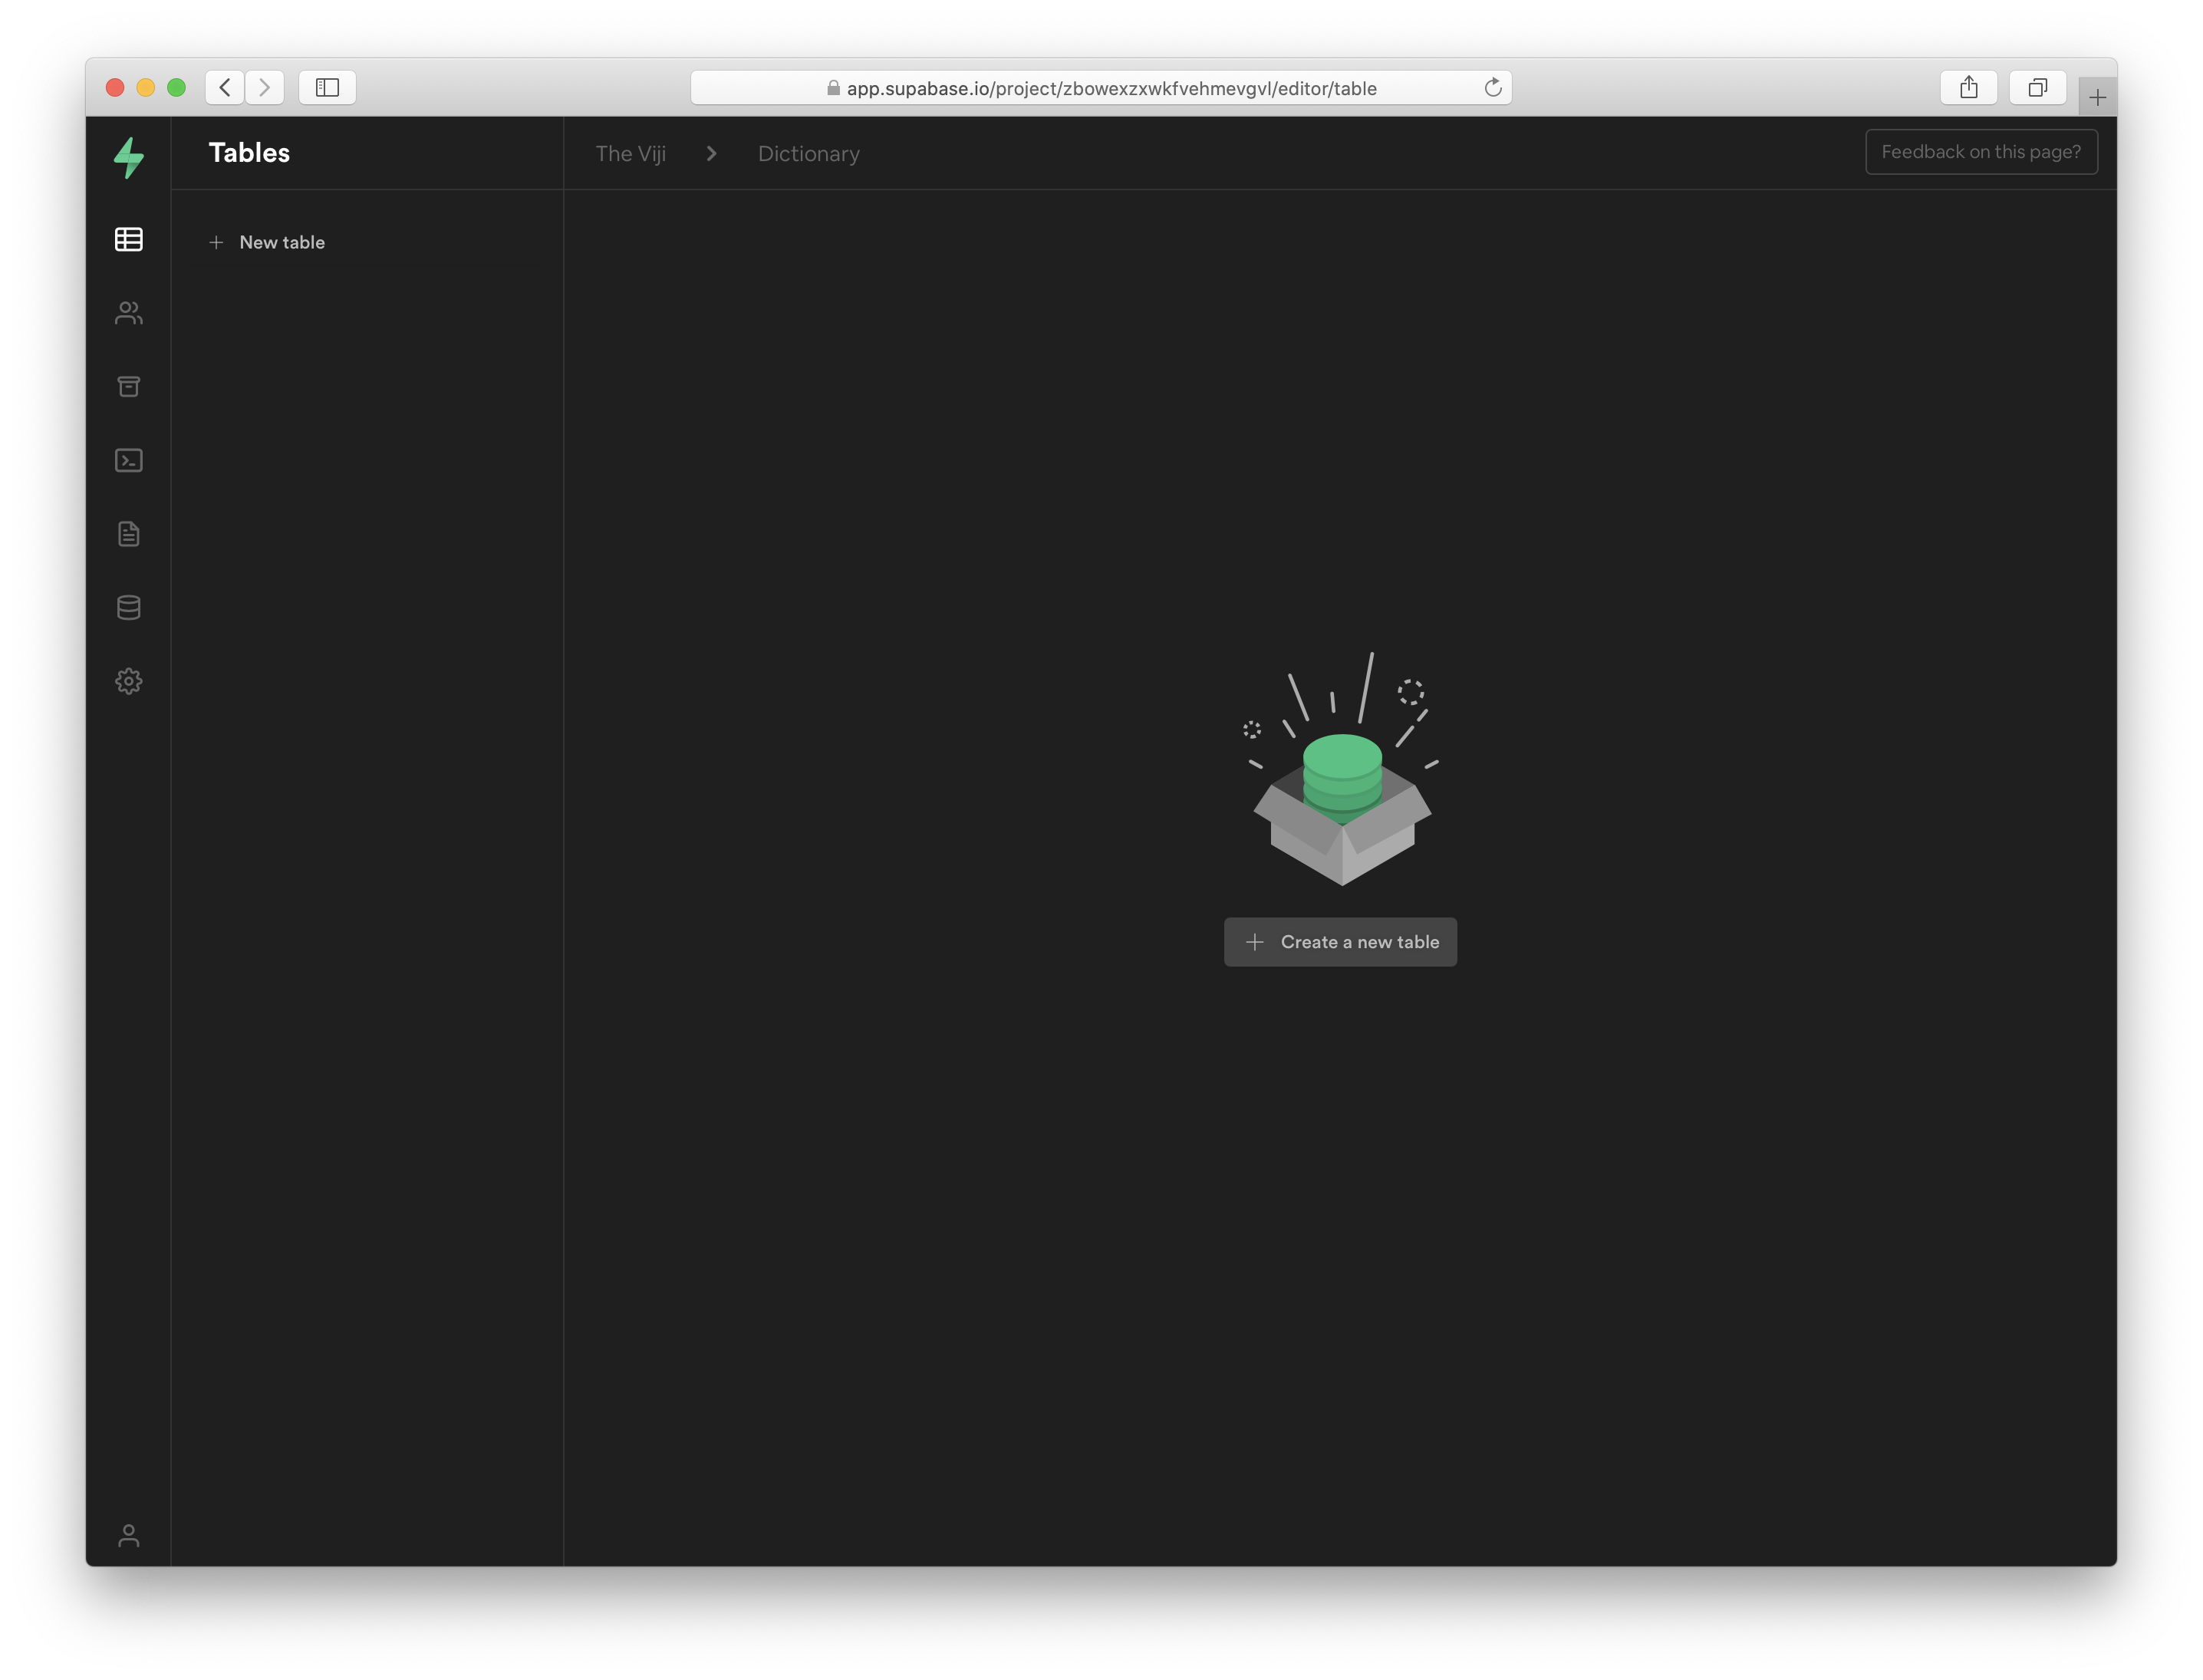 app.supabase.io/project/zbowexzxwkfvehmevgvl/editor/table
Tables
The Viji
Dictionary
Feedback on this page?
New table
Create a new table